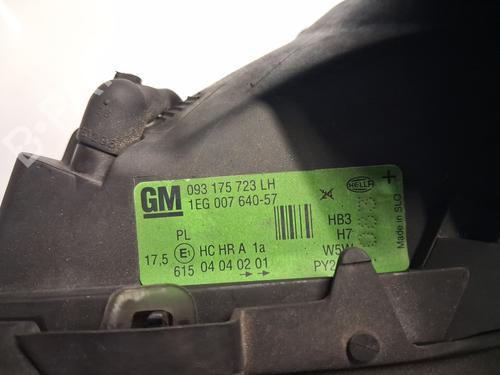 GM
093 175 723 LH
1EG 007 640-57
HELLA
PL
17,5
E1
HC HR A 1a
615 04 04 02 01
HB3
H7
W5W
Made in SLO